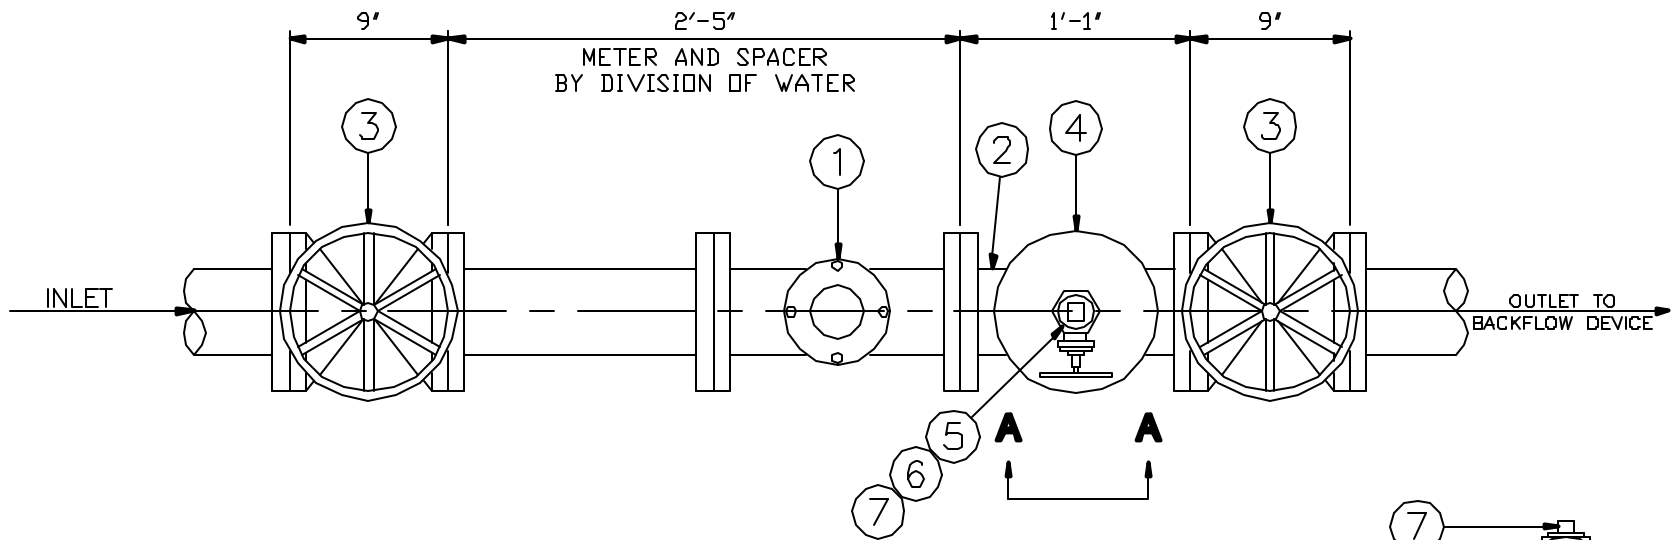 9" 2'-5" 1'-1" 9"
METER AND SPACER
BY DIVISION OF WATER
3 1 2 4 3
INLET
OUTLET TO
BACKFLOW DEVICE
5 A A
6
7
7